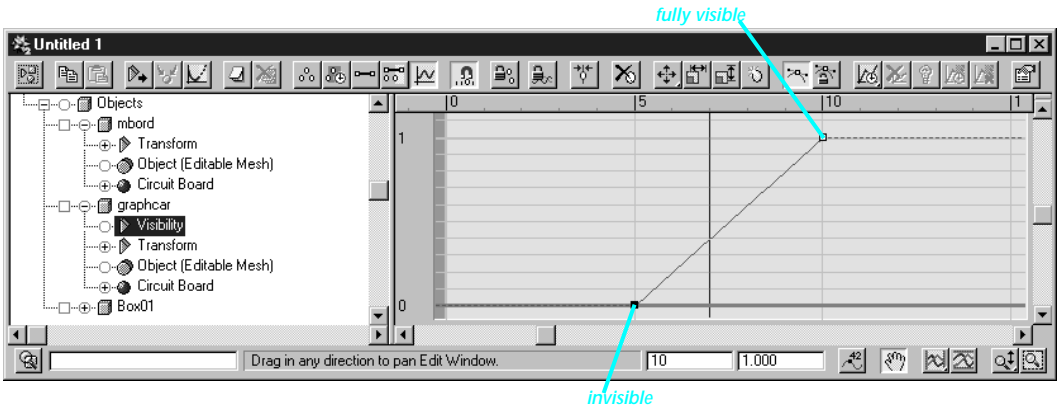 fully visible
Untitled 1
Objects
mbord
Transform
Object (Editable Mesh)
Circuit Board
graphcar
Visibility
Transform
Object (Editable Mesh)
Circuit Board
Box01
0 5 10 1
1
0
Drag in any direction to pan Edit Window. 10 1.000
42
invisible